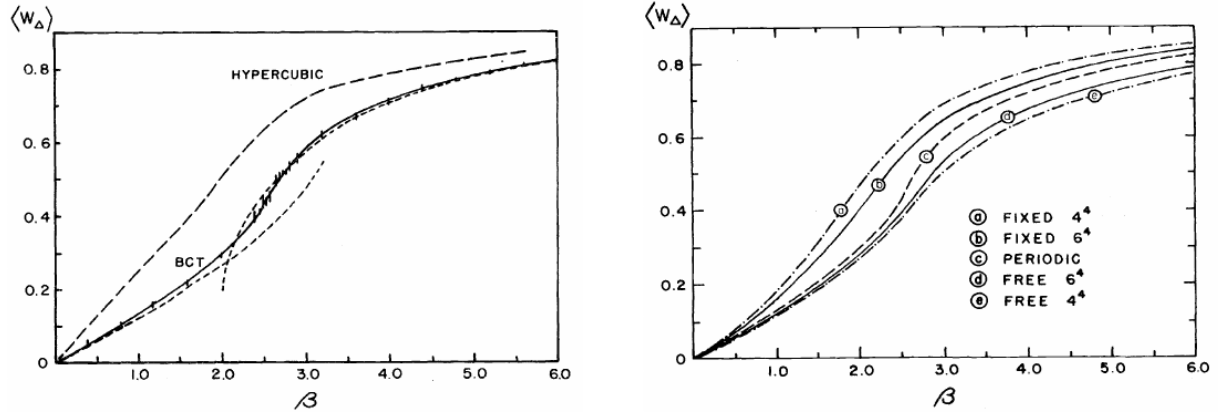 ⟨W△⟩
0.8
0.6
0.4
0.2
0
HYPERCUBIC
BCT
1.0 2.0 3.0 4.0 5.0 6.0
β
⟨W△⟩
0.8
0.6
0.4
0.2
0
a
b
c
d
e
ⓐ FIXED 4⁴
ⓑ FIXED 6⁴
ⓒ PERIODIC
ⓓ FREE 6⁴
ⓔ FREE 4⁴
1.0 2.0 3.0 4.0 5.0 6.0
β